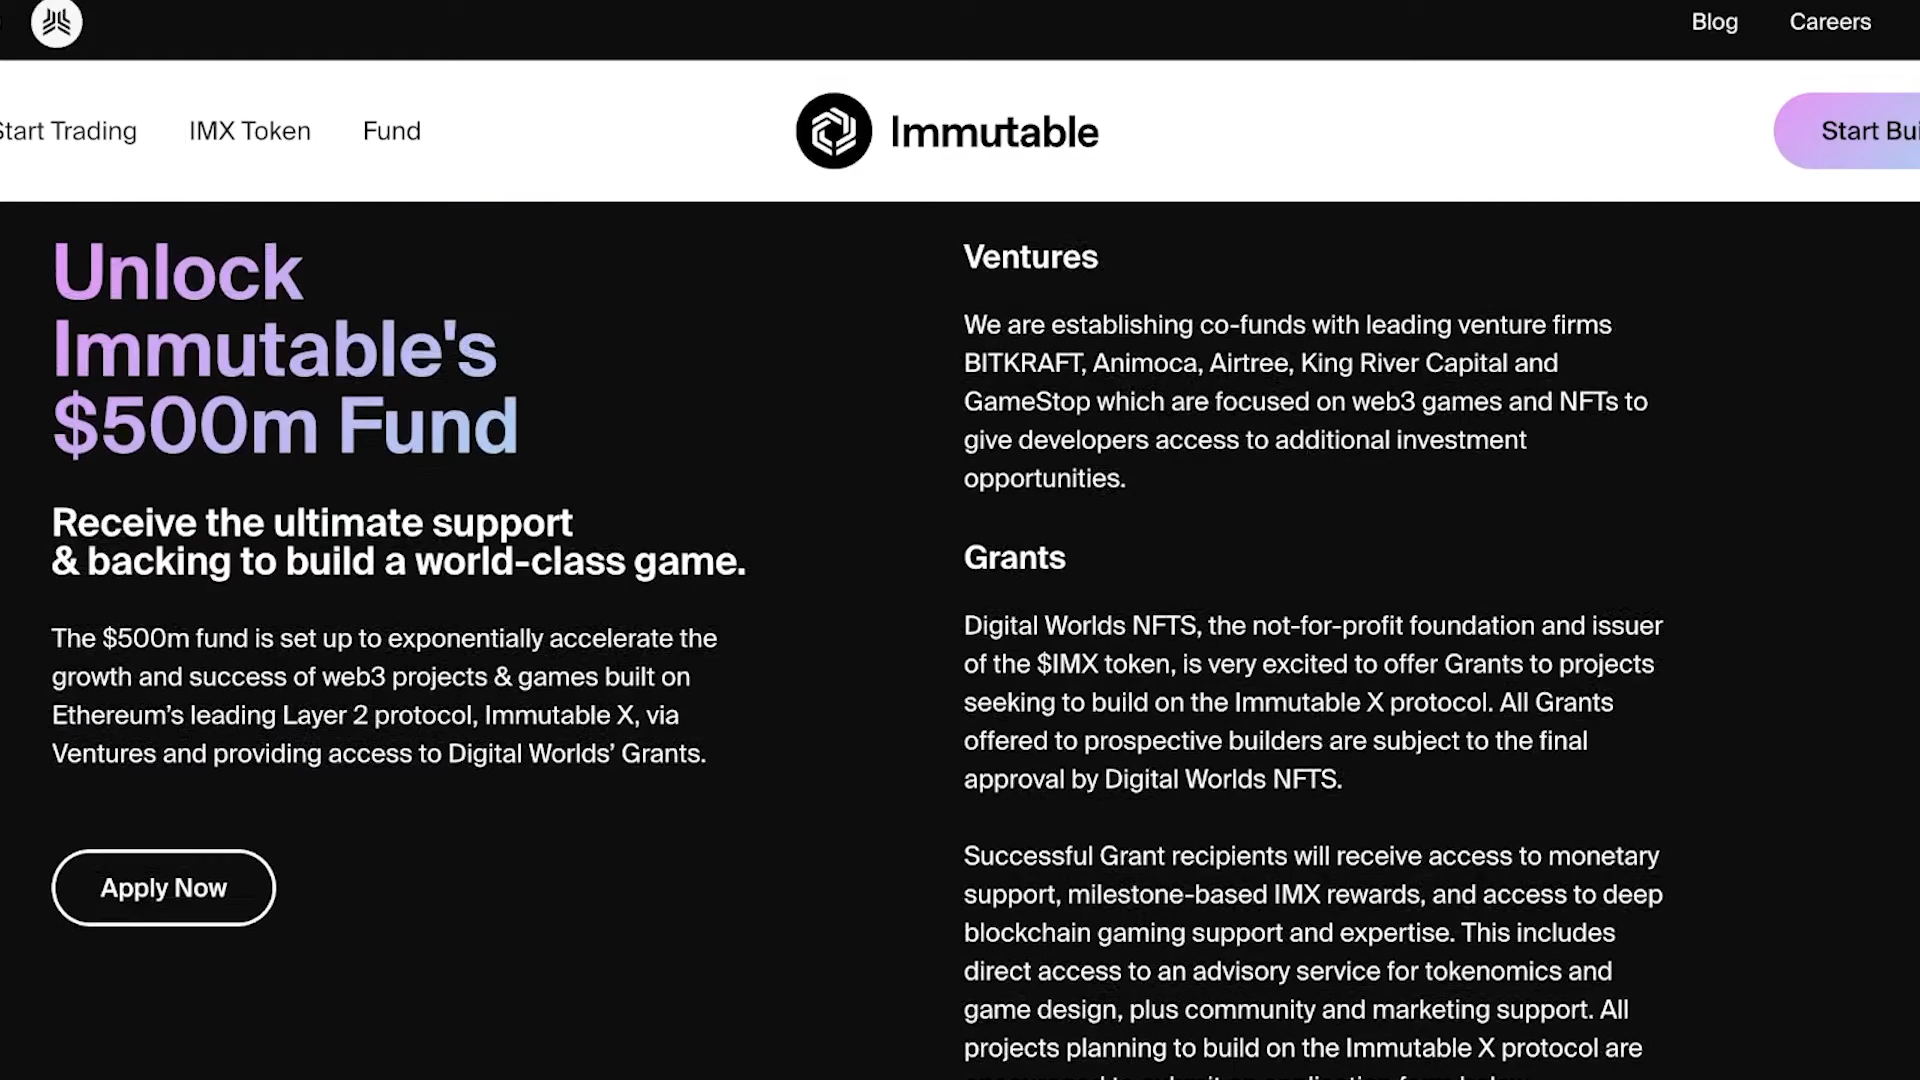 Blog
Careers
Start Trading
IMX Token
Fund
Immutable
Start
Unlock
Immutable's
$500m Fund
Receive the ultimate support
& backing to build a world-class game.
The $500m fund is set up to exponentially accelerate the
growth and success of web3 projects & games built on
Ethereum’s leading Layer 2 protocol, Immutable X, via
Ventures and providing access to Digital Worlds’ Grants.
Apply Now
Ventures
We are establishing co-funds with leading venture firms
BITKRAFT, Animoca, Airtree, King River Capital and
GameStop which are focused on web3 games and NFTs to
give developers access to additional investment
opportunities.
Grants
Digital Worlds NFTS, the not-for-profit foundation and issuer
of the $IMX token, is very excited to offer Grants to projects
seeking to build on the Immutable X protocol. All Grants
offered to prospective builders are subject to the final
approval by Digital Worlds NFTS.
Successful Grant recipients will receive access to monetary
support, milestone-based IMX rewards, and access to deep
blockchain gaming support and expertise. This includes
direct access to an advisory service for tokenomics and
game design, plus community and marketing support. All
projects planning to build on the Immutable X protocol are